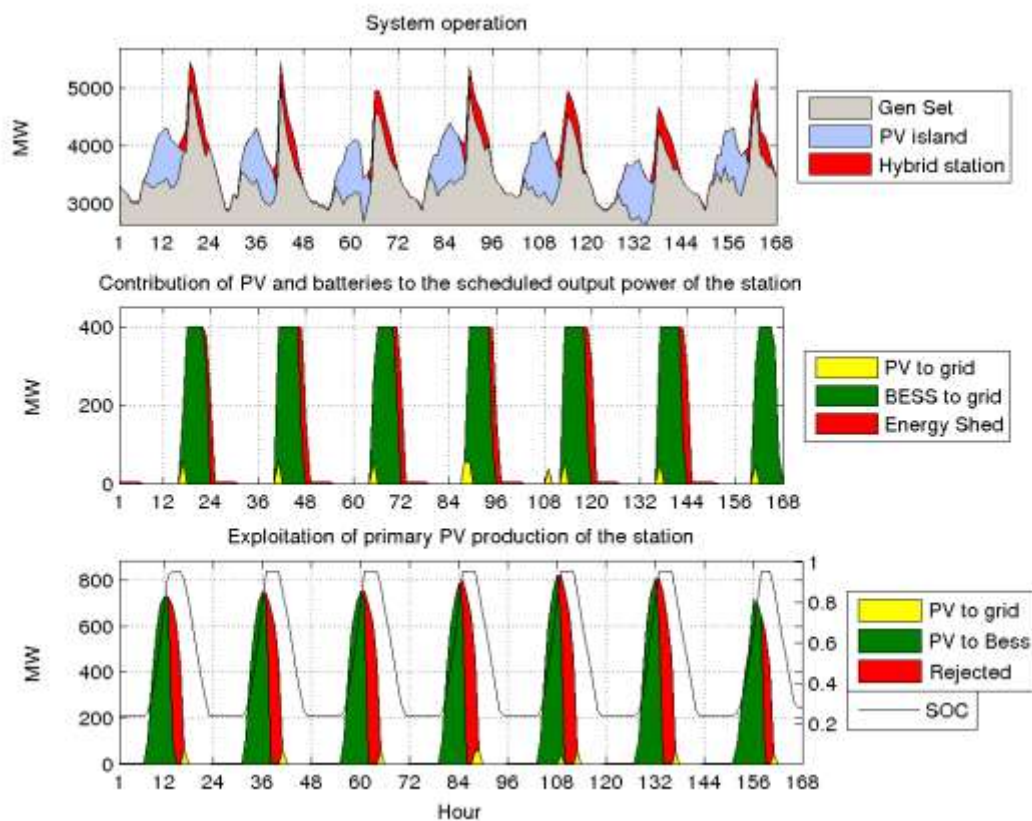 System operation
5000
4000
3000
MW
1 12 24 36 48 60 72 84 96 108 120 132 144 156 168
Gen Set
PV island
Hybrid station
Contribution of PV and batteries to the scheduled output power of the station
400
200
0
MW
1 12 24 36 48 60 72 84 96 108 120 132 144 156 168
PV to grid
BESS to grid
Energy Shed
Exploitation of primary PV production of the station
800
600
400
200
0
MW
1
0.8
0.6
0.4
0.2
1 12 24 36 48 60 72 84 96 108 120 132 144 156 168
Hour
PV to grid
PV to Bess
Rejected
SOC